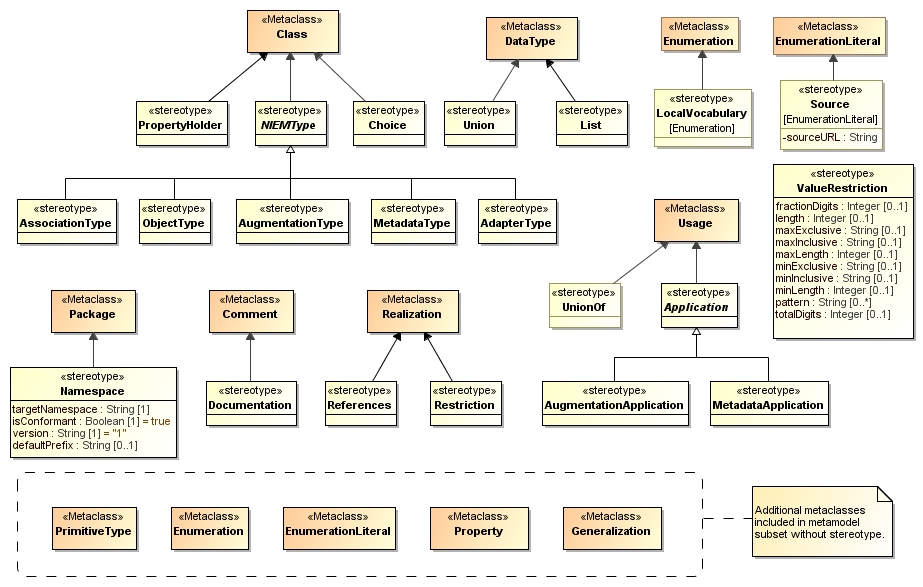 «Metaclass»
Class
«Metaclass»
DataType
«Metaclass»
Enumeration
«Metaclass»
EnumerationLiteral
«stereotype»
PropertyHolder
«stereotype»
NIEMType
«stereotype»
Choice
«stereotype»
Union
«stereotype»
List
«stereotype»
LocalVocabulary
[Enumeration]
«stereotype»
Source
[EnumerationLiteral]
-sourceURL : String
«stereotype»
AssociationType
«stereotype»
ObjectType
«stereotype»
AugmentationType
«stereotype»
MetadataType
«stereotype»
AdapterType
«Metaclass»
Usage
«stereotype»
ValueRestriction
fractionDigits : Integer [0..1]
length : Integer [0..1]
maxExclusive : String [0..1]
maxInclusive : String [0..1]
maxLength : Integer [0..1]
minExclusive : String [0..1]
minInclusive : String [0..1]
minLength : Integer [0..1]
pattern : String [0..*]
totalDigits : Integer [0..1]
«Metaclass»
Package
«Metaclass»
Comment
«Metaclass»
Realization
«stereotype»
UnionOf
«stereotype»
Application
«stereotype»
Namespace
targetNamespace : String [1]
isConformant : Boolean [1] = true
version : String [1] = "1"
defaultPrefix : String [0..1]
«stereotype»
Documentation
«stereotype»
References
«stereotype»
Restriction
«stereotype»
AugmentationApplication
«stereotype»
MetadataApplication
«Metaclass»
PrimitiveType
«Metaclass»
Enumeration
«Metaclass»
EnumerationLiteral
«Metaclass»
Property
«Metaclass»
Generalization
Additional metaclasses
included in metamodel
subset without stereotype.